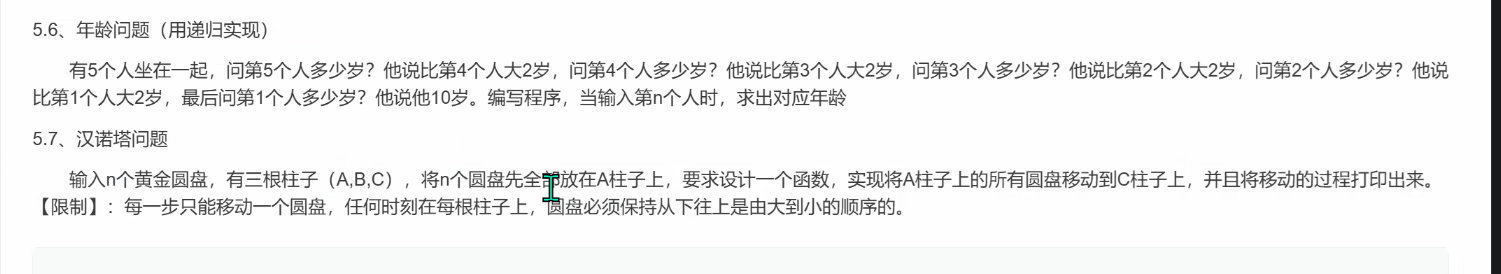 5.6、年龄问题（用递归实现）
有5个人坐在一起，问第5个人多少岁？他说比第4个人大2岁，问第4个人多少岁？他说比第3个人大2岁，问第3个人多少岁？他说比第2个人大2岁，问第2个人多少岁？他说
比第1个人大2岁，最后问第1个人多少岁？他说他10岁。编写程序，当输入第n个人时，求出对应年龄
5.7、汉诺塔问题
输入n个黄金圆盘，有三根柱子（A,B,C），将n个圆盘先全部放在A柱子上，要求设计一个函数，实现将A柱子上的所有圆盘移动到C柱子上，并且将移动的过程打印出来。
【限制】：每一步只能移动一个圆盘，任何时刻在每根柱子上，圆盘必须保持从下往上是由大到小的顺序的。